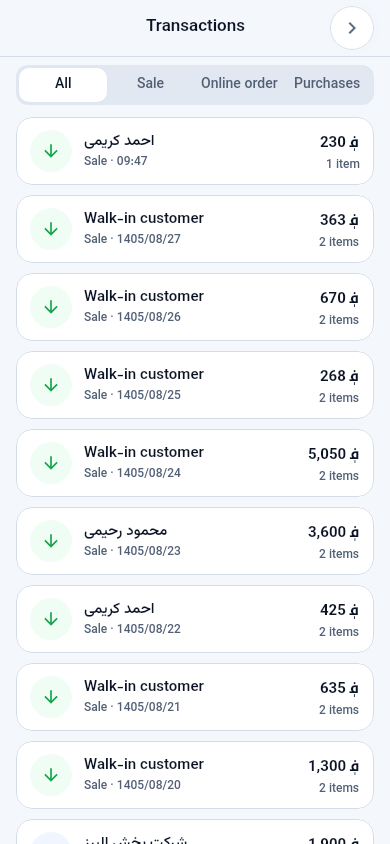 Transactions
All Sale Online order Purchases
احمد کریمی
230 ؋
Sale · 09:47
1 item
Walk-in customer
363 ؋
Sale · 1405/08/27
2 items
Walk-in customer
670 ؋
Sale · 1405/08/26
2 items
Walk-in customer
268 ؋
Sale · 1405/08/25
2 items
Walk-in customer
5,050 ؋
Sale · 1405/08/24
2 items
محمود رحیمی
3,600 ؋
Sale · 1405/08/23
2 items
احمد کریمی
425 ؋
Sale · 1405/08/22
2 items
Walk-in customer
635 ؋
Sale · 1405/08/21
2 items
Walk-in customer
1,300 ؋
Sale · 1405/08/20
2 items
شرکت پخش البرز
1,900 ؋